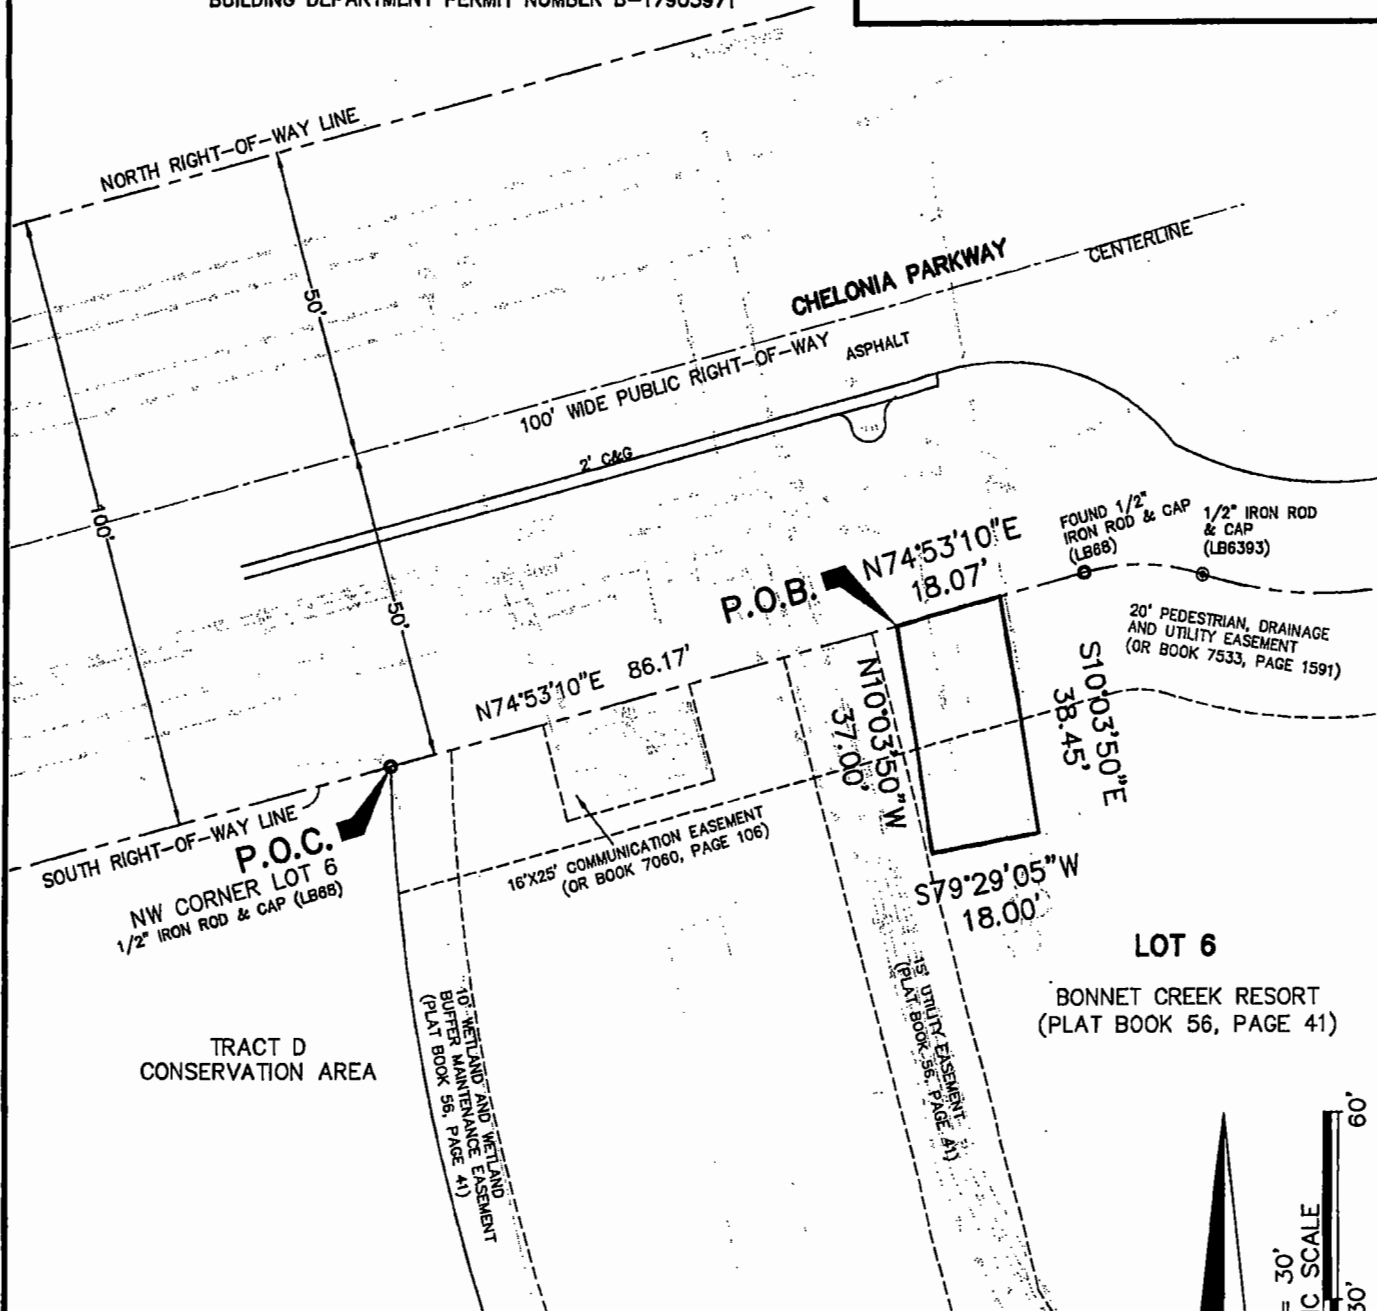 BUILDING DEPARTMENT PERMIT NUMBER B-17903971
NORTH RIGHT-OF-WAY LINE
50'
100'
CHELONIA PARKWAY
CENTERLINE
100' WIDE PUBLIC RIGHT-OF-WAY
ASPHALT
2' C&G
50'
FOUND 1/2"
IRON ROD & CAP
(LB68)
1/2" IRON ROD
& CAP
(LB6393)
N74°53'10"E
18.07'
P.O.B.
20' PEDESTRIAN, DRAINAGE
AND UTILITY EASEMENT
(OR BOOK 7533, PAGE 1591)
N74°53'10"E 86.17'
N10°03'50"W
37.00'
S10°03'50"E
38.45'
SOUTH RIGHT-OF-WAY LINE
P.O.C.
NW CORNER LOT 6
1/2" IRON ROD & CAP (LB68)
16'X25' COMMUNICATION EASEMENT
(OR BOOK 7060, PAGE 106)
S79°29'05"W
18.00'
LOT 6
BONNET CREEK RESORT
(PLAT BOOK 56, PAGE 41)
TRACT D
CONSERVATION AREA
10' WETLAND AND WETLAND
BUFFER MAINTENANCE EASEMENT
(PLAT BOOK 56, PAGE 41)
15' UTILITY EASEMENT
(PLAT BOOK 56, PAGE 41)
60'
= 30'
IC SCALE
30'